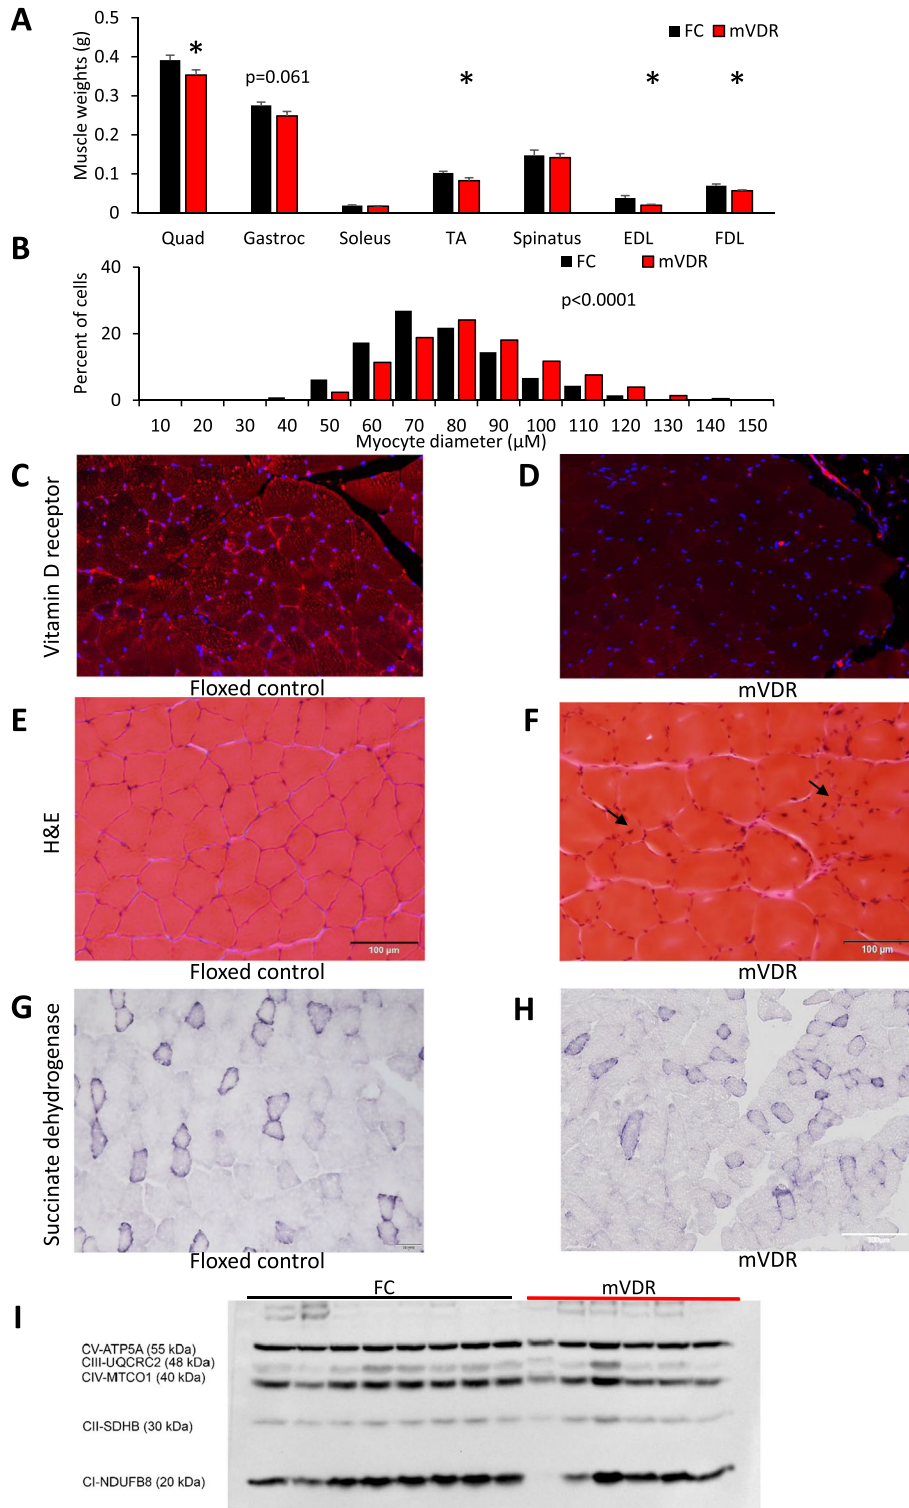 A
Muscle weights (g)
0.5
0.4
0.3
0.2
0.1
0
FC mVDR
*
p=0.061
*
*
*
Quad Gastroc Soleus TA Spinatus EDL FDL
B
Percent of cells
40
20
0
FC mVDR
p<0.0001
10 20 30 40 50 60 70 80 90 100 110 120 130 140 150
Myocyte diameter (µM)
C
D
Vitamin D receptor
Floxed control
mVDR
E
F
H&E
100 µm
100 µm
Floxed control
mVDR
G
H
Succinate dehydrogenase
Floxed control
mVDR
I
FC
mVDR
CV-ATP5A (55 kDa)
CIII-UQCRC2 (48 kDa)
CIV-MTCO1 (40 kDa)
CII-SDHB (30 kDa)
CI-NDUFB8 (20 kDa)